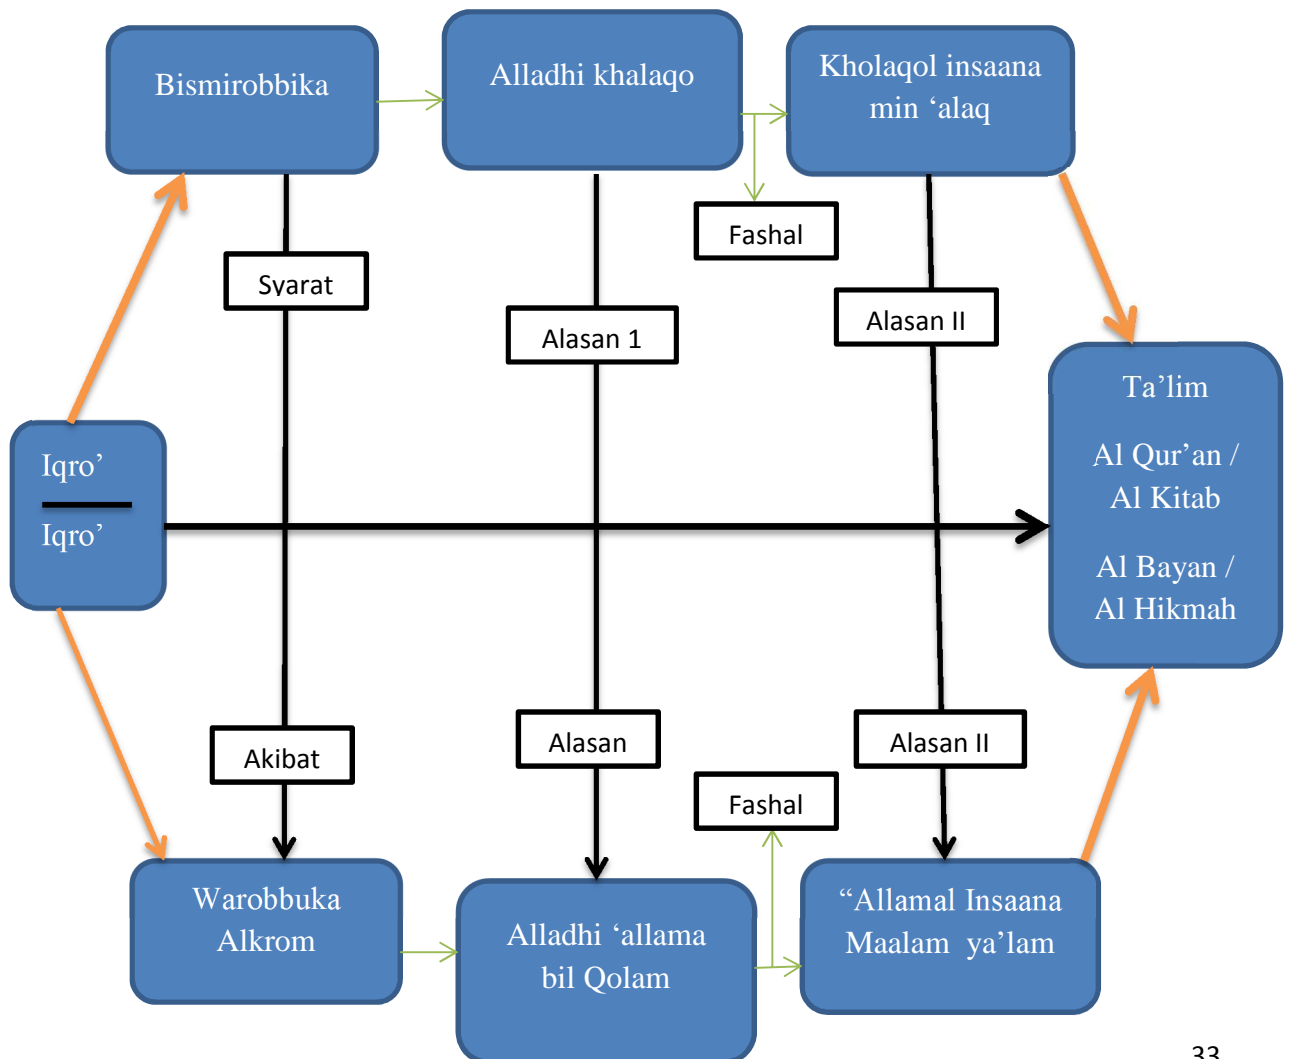 Bismirobbika
Alladhi khalaqo
Kholaqol insaana
min ‘alaq
Fashal
Syarat
Alasan 1
Alasan II
Iqro’
Iqro’
Ta’lim
Al Qur’an /
Al Kitab
Al Bayan /
Al Hikmah
Akibat
Alasan
Alasan II
Fashal
Warobbuka
Alkrom
Alladhi ‘allama
bil Qolam
“Allamal Insaana
Maalam ya’lam
33